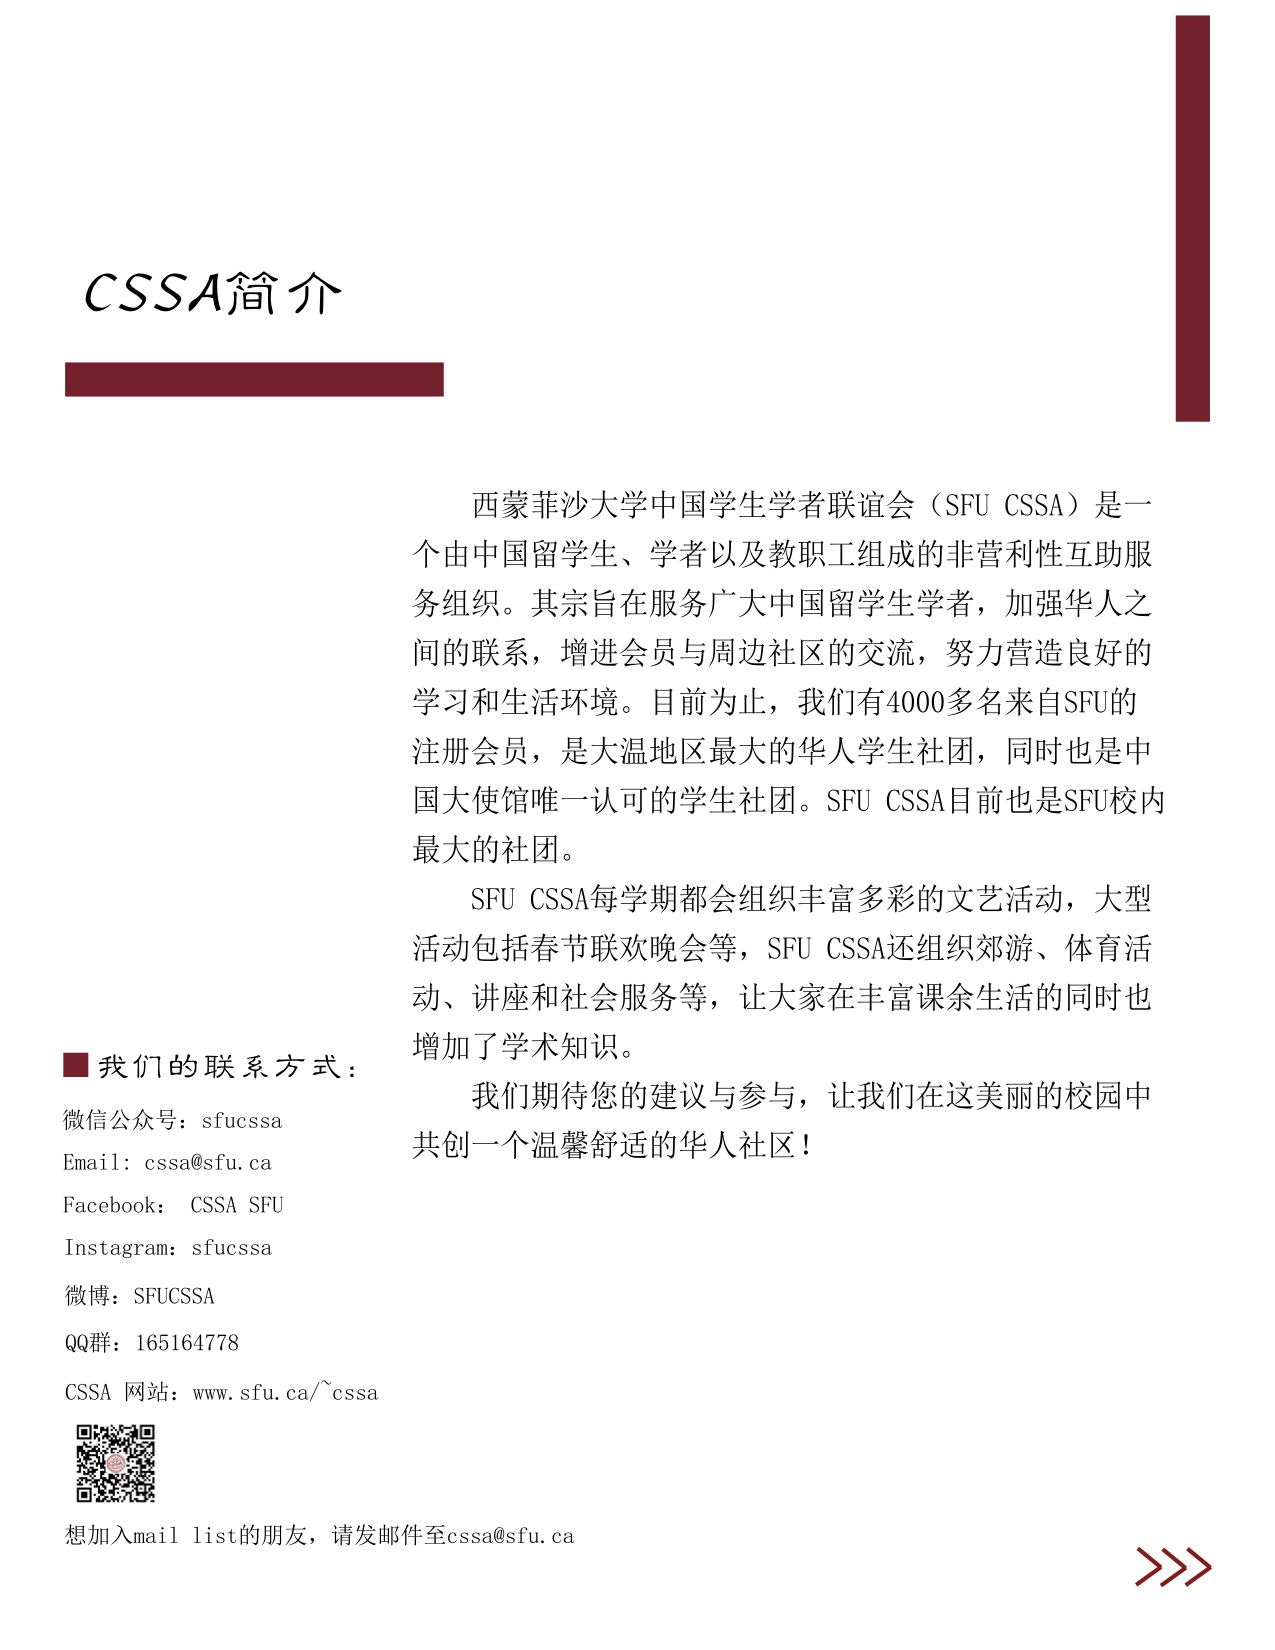 CSSA简介
西蒙菲沙大学中国学生学者联谊会（SFU CSSA）是一
个由中国留学生、学者以及教职工组成的非营利性互助服
务组织。其宗旨在服务广大中国留学生学者，加强华人之
间的联系，增进会员与周边社区的交流，努力营造良好的
学习和生活环境。目前为止，我们有4000多名来自SFU的
注册会员，是大温地区最大的华人学生社团，同时也是中
国大使馆唯一认可的学生社团。SFU CSSA目前也是SFU校内
最大的社团。
SFU CSSA每学期都会组织丰富多彩的文艺活动，大型
活动包括春节联欢晚会等，SFU CSSA还组织郊游、体育活
动、讲座和社会服务等，让大家在丰富课余生活的同时也
增加了学术知识。
我们期待您的建议与参与，让我们在这美丽的校园中
共创一个温馨舒适的华人社区！
我们的联系方式：
微信公众号：sfucssa
Email: cssa@sfu.ca
Facebook： CSSA SFU
Instagram：sfucssa
微博：SFUCSSA
QQ群：165164778
CSSA 网站：www.sfu.ca/~cssa
想加入mail list的朋友，请发邮件至cssa@sfu.ca